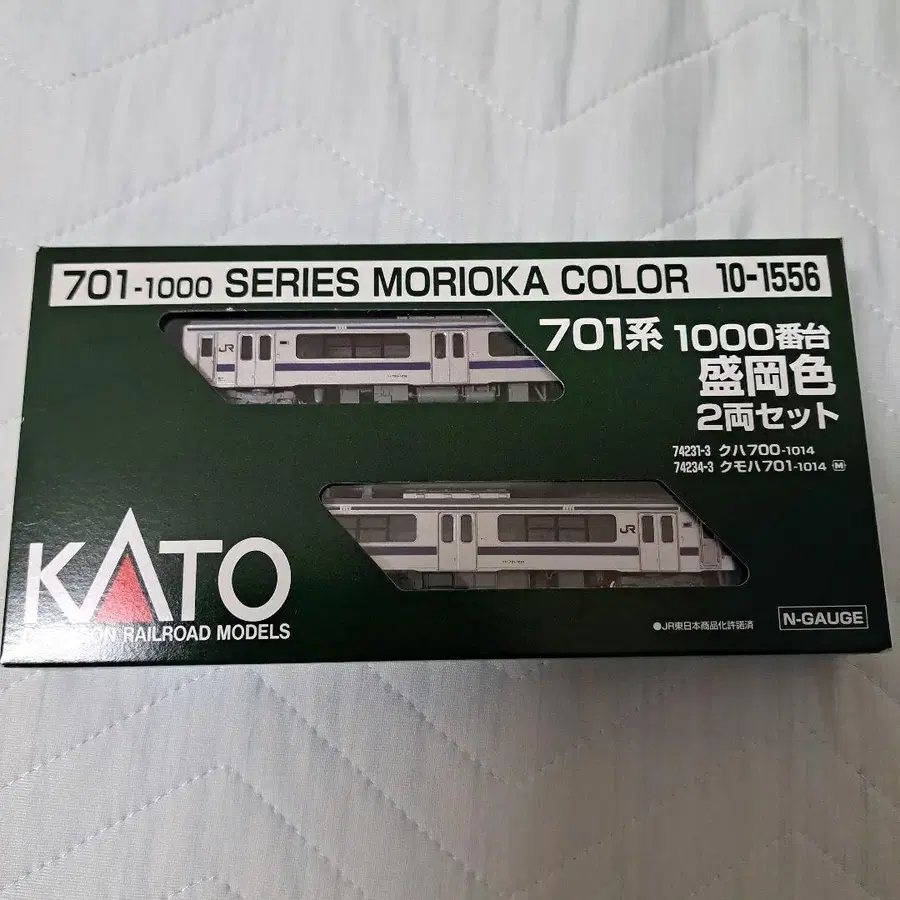 701-1000 SERIES MORIOKA COLOR 10-1556
701系 1000番台
盛岡色
2両セット
74231-3 クハ700-1014
74234-3 クモハ701-1014 M
JR
JR
KATO
RAILROAD MODELS
●JR東日本商品化許諾済
N-GAUGE